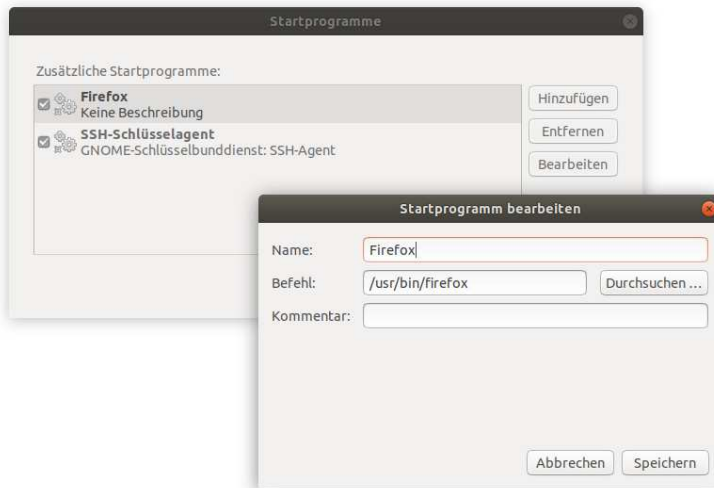 Startprogramme
Zusätzliche Startprogramme:
Firefox
Keine Beschreibung
SSH-Schlüsselagent
GNOME-Schlüsselbunddienst: SSH-Agent
Hinzufügen
Entfernen
Bearbeiten
Startprogramm bearbeiten
Name: Firefox
Befehl: /usr/bin/firefox Durchsuchen ...
Kommentar:
Abbrechen Speichern